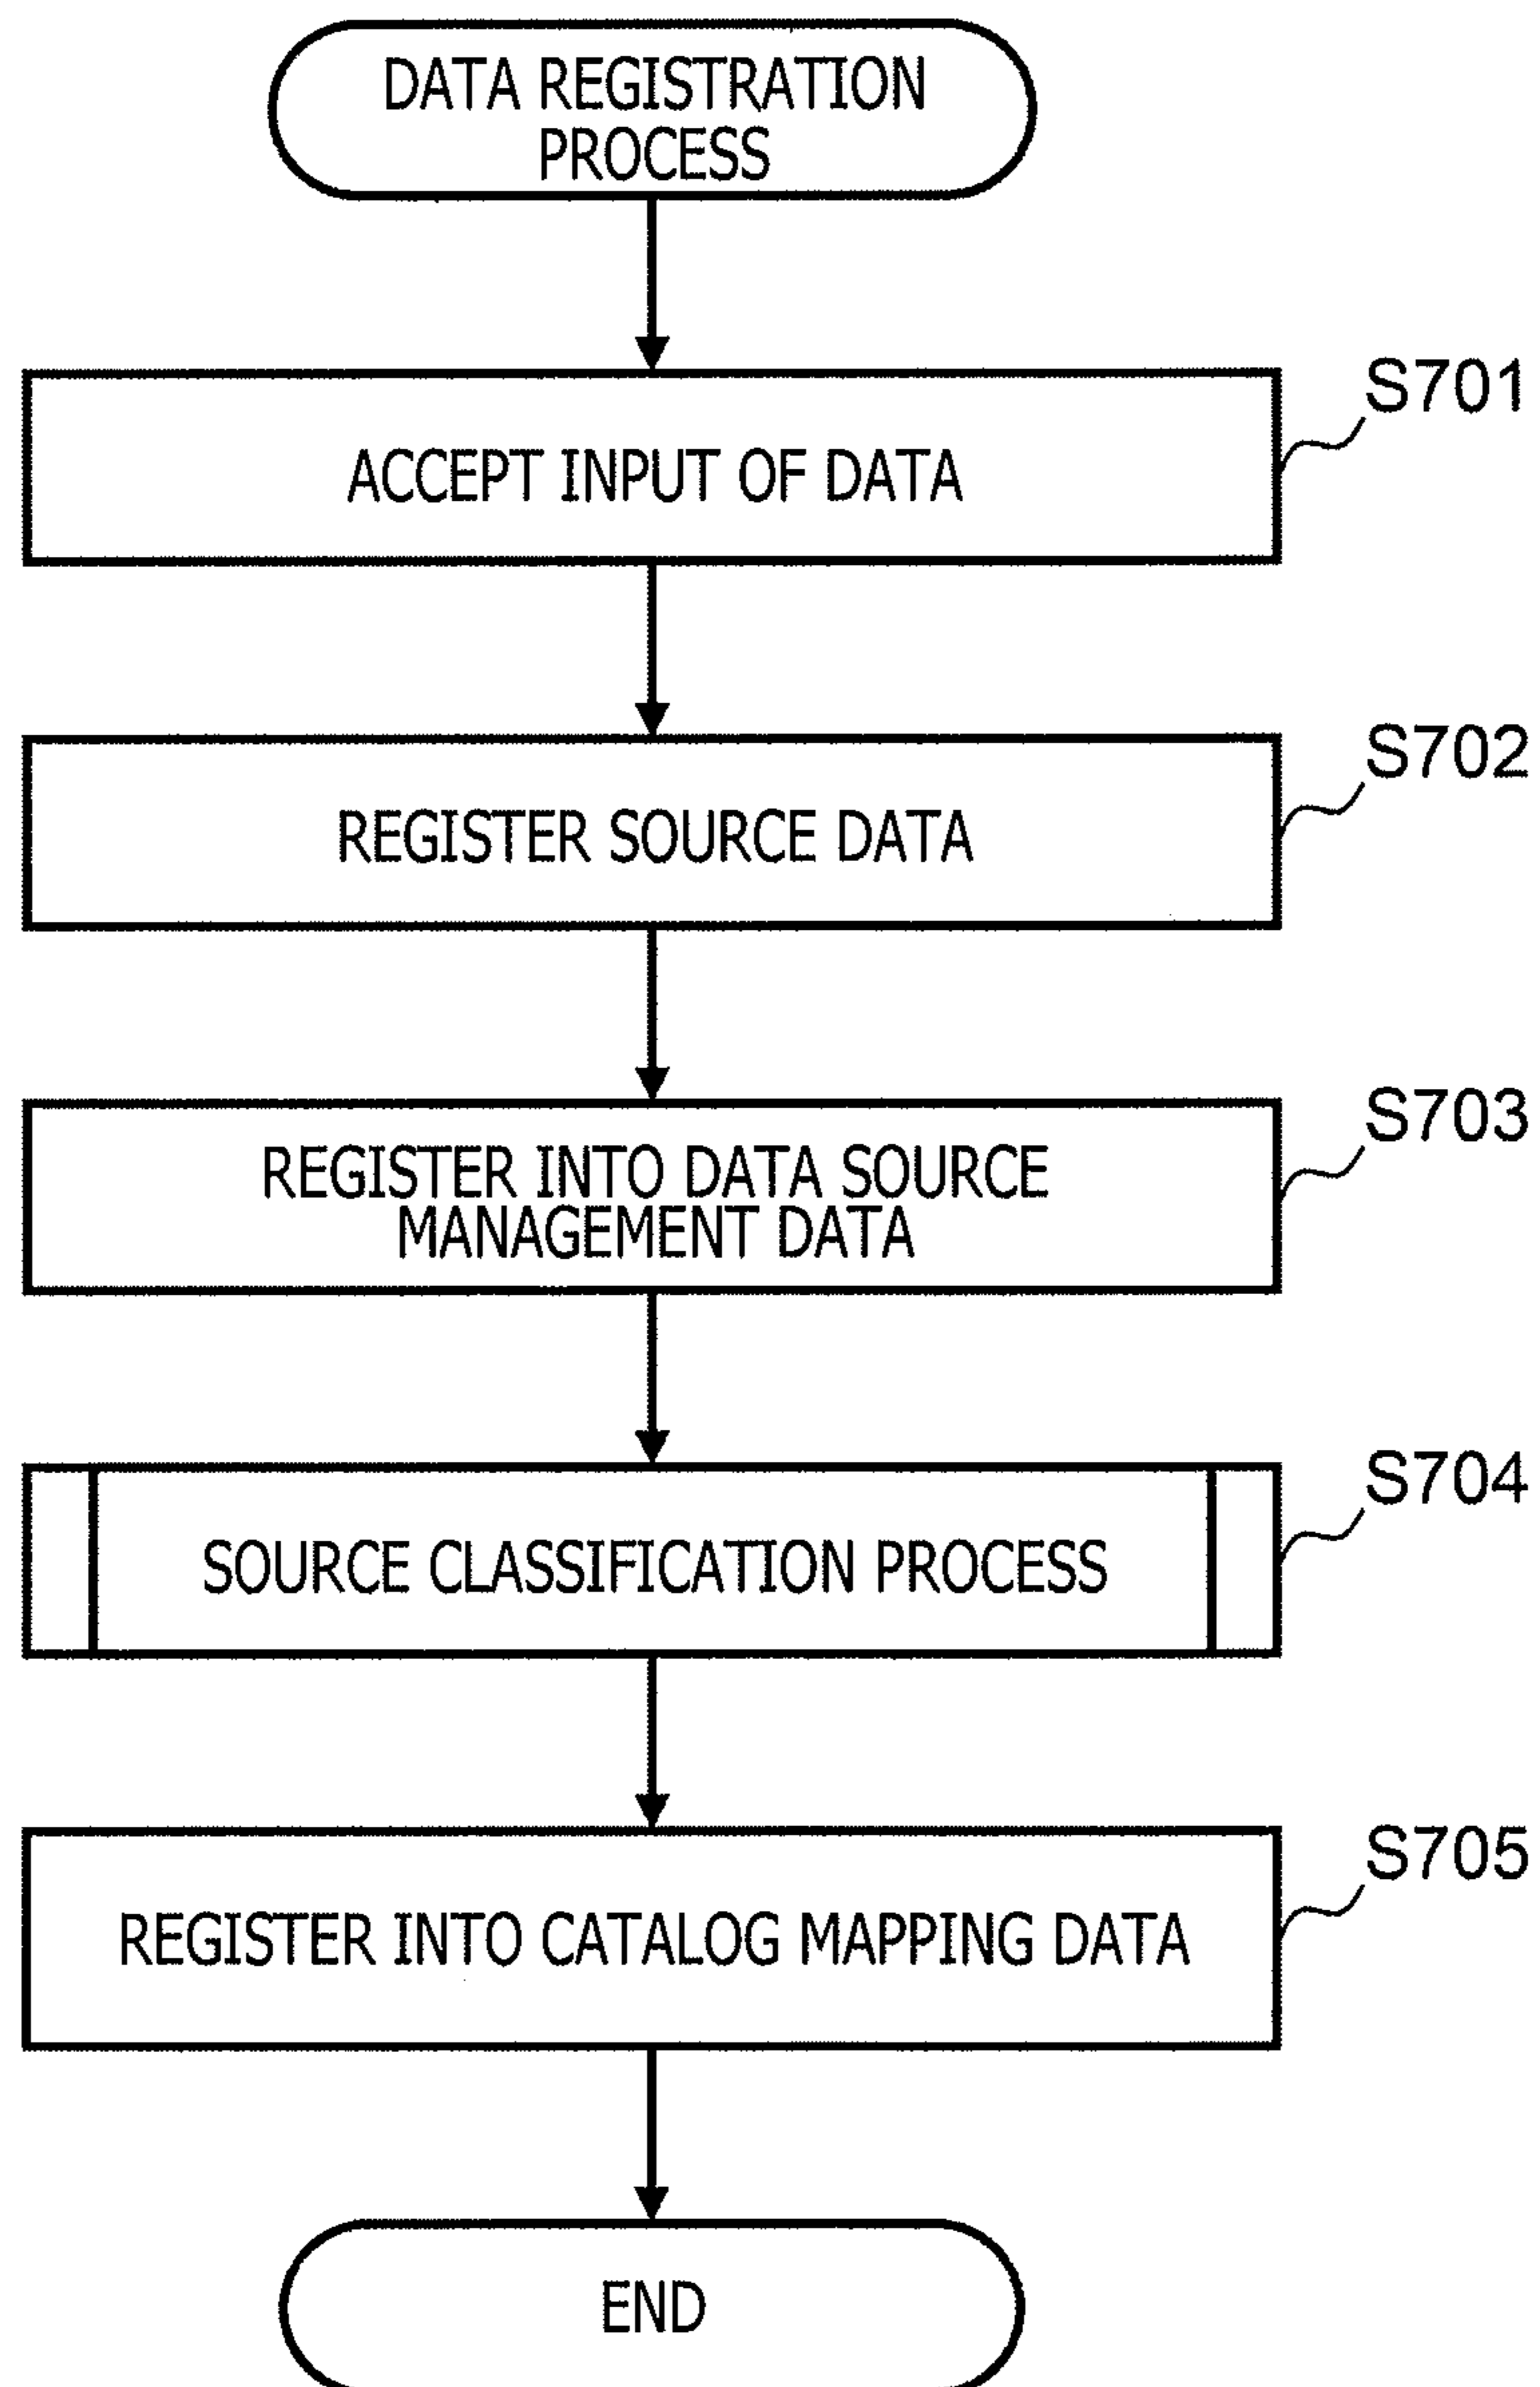 DATA REGISTRATION
PROCESS
S701
ACCEPT INPUT OF DATA
S702
REGISTER SOURCE DATA
S703
REGISTER INTO DATA SOURCE
MANAGEMENT DATA
S704
SOURCE CLASSIFICATION PROCESS
S705
REGISTER INTO CATALOG MAPPING DATA
END